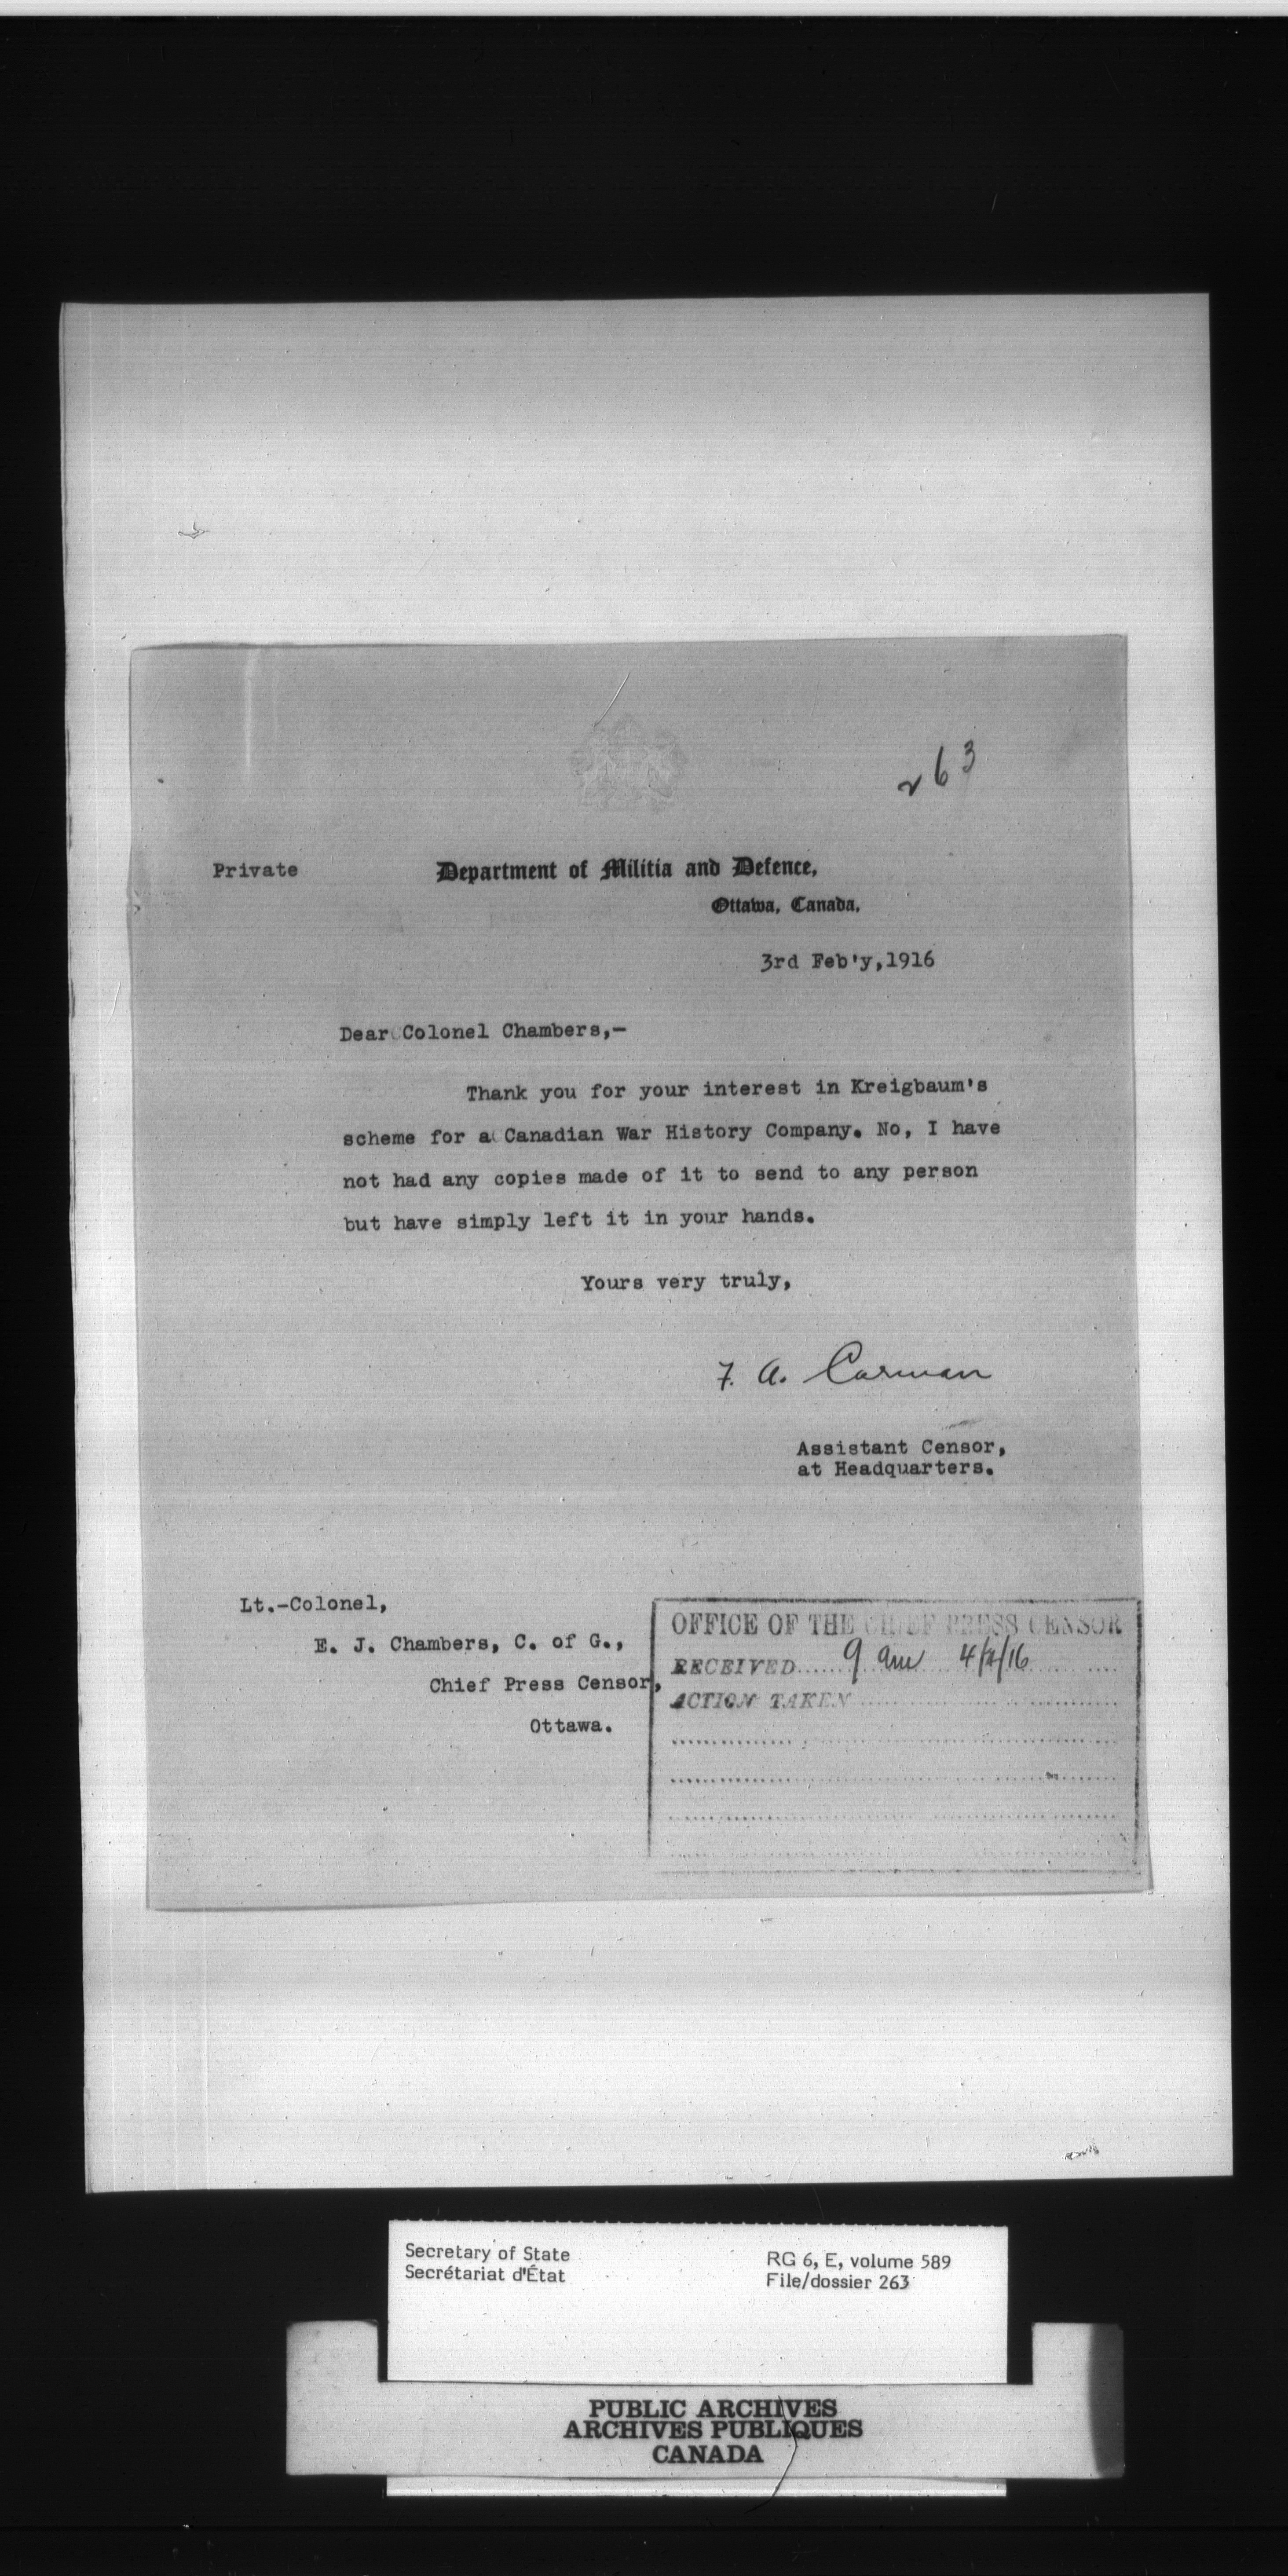 263
Private
Department of Militia and Defence,
Ottawa, Canada.
3rd Feb'y,1916
Dear Colonel Chambers,-
Thank you for your interest in Kreigbaum's
scheme for a Canadian War History Company. No, I have
not had any copies made of it to send to any person
but have simply left it in your hands.
Yours very truly,
F. A. Carman
Assistant Censor,
at Headquarters.
Lt.-Colonel,
E. J. Chambers, C. of G.,
Chief Press Censor,
Ottawa.
OFFICE OF THE CHIEF PRESS CENSOR
RECEIVED 9 am 4/2/16
ACTION TAKEN
Secretary of State
Secrétariat d'État
RG 6, E, volume 589
File/dossier 263
PUBLIC ARCHIVES
ARCHIVES PUBLIQUES
CANADA